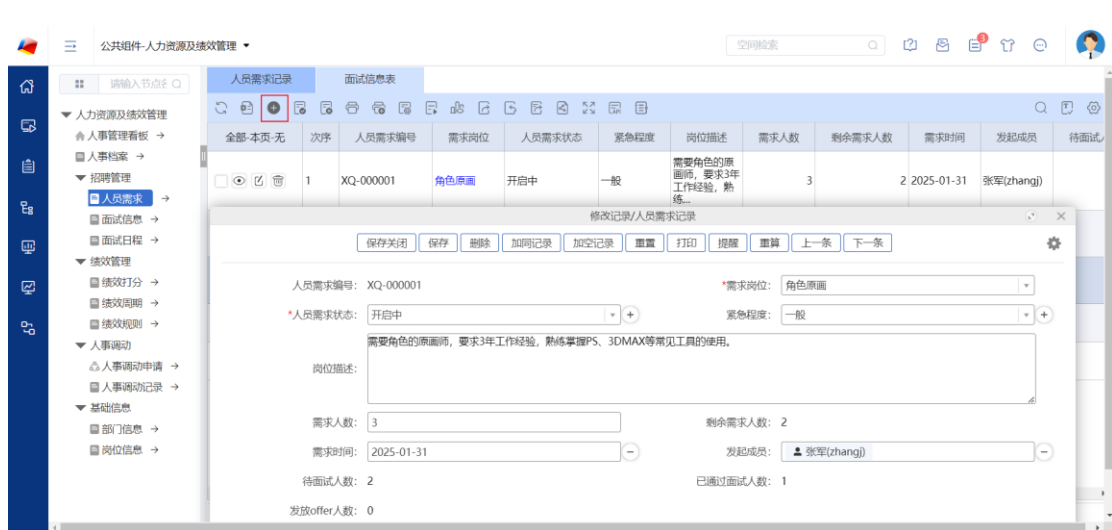 公共组件-人力资源及绩效管理
空间检索
3
请输入节点名
人力资源及绩效管理
人事管理看板
人事档案
招聘管理
人员需求
面试信息
面试日程
绩效管理
绩效打分
绩效周期
绩效规则
人事调动
人事调动申请
人事调动记录
基础信息
部门信息
岗位信息
人员需求记录 面试信息表
全部-本页-无 次序 人员需求编号 需求岗位 人员需求状态 紧急程度 岗位描述 需求人数 剩余需求人数 需求时间 发起成员 待面试
1 XQ-000001 角色原画 开启中 一般 需要角色的原画师，要求3年工作经验，熟练... 3 2 2025-01-31 张军(zhangj)
修改记录/人员需求记录
保存关闭 保存 删除 加同记录 加空记录 重置 打印 提醒 重算 上一条 下一条
人员需求编号: XQ-000001 *需求岗位: 角色原画
*人员需求状态: 开启中 紧急程度: 一般
岗位描述: 需要角色的原画师，要求3年工作经验，熟练掌握PS、3DMAX等常见工具的使用。
需求人数: 3 剩余需求人数: 2
需求时间: 2025-01-31 发起成员: 张军(zhangj)
待面试人数: 2 已通过面试人数: 1
发放offer人数: 0